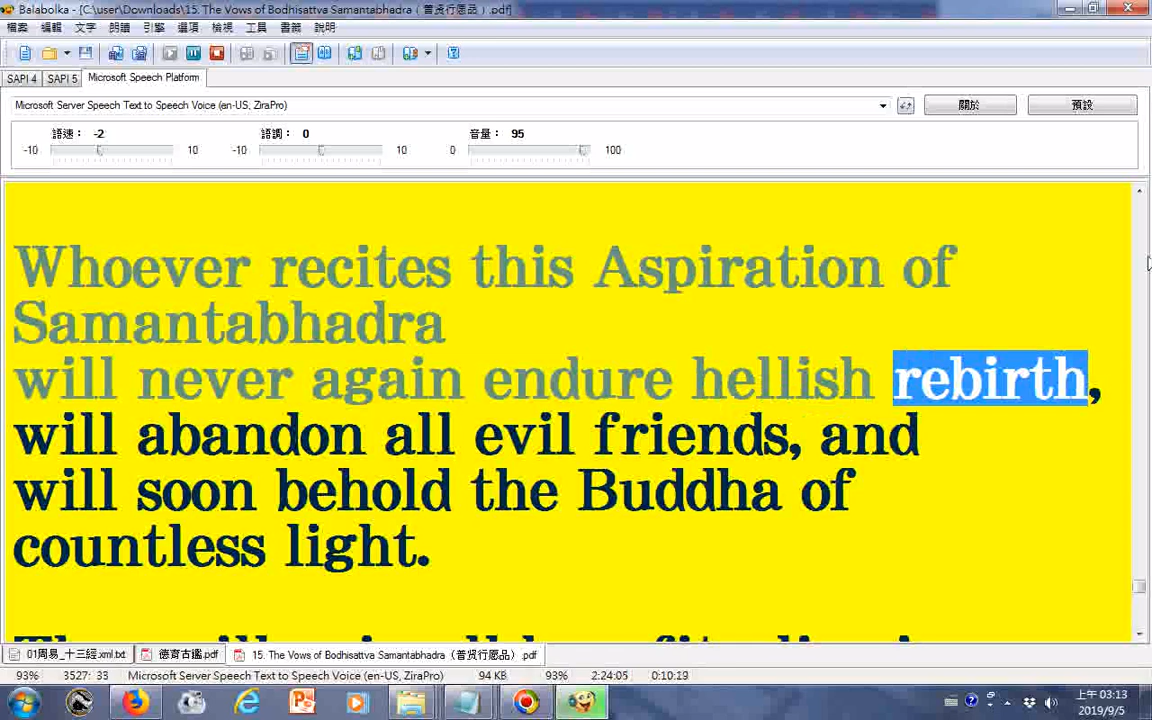 Balabolka - [C:\user\Downloads\15. The Vows of Bodhisattva Samantabhadra (普賢行愿品).pdf]
檔案 編輯 文字 朗讀 引擎 選項 檢視 工具 書籤 說明
SAPI 4 SAPI 5 Microsoft Speech Platform
Microsoft Server Speech Text to Speech Voice (en-US, ZiraPro) 關於 預設
語速： -2 語調： 0 音量： 95
-10 10 -10 10 0 100
Whoever recites this Aspiration of
Samantabhadra
will never again endure hellish rebirth,
will abandon all evil friends, and
will soon behold the Buddha of
countless light.
01周易_十三經.xml.txt 德育古鑑.pdf 15. The Vows of Bodhisattva Samantabhadra（普賢行愿品）.pdf
93% 3527: 33 Microsoft Server Speech Text to Speech Voice (en-US, ZiraPro) 94 KB 93% 2:24:05 0:10:19
上午 03:13
2019/9/5